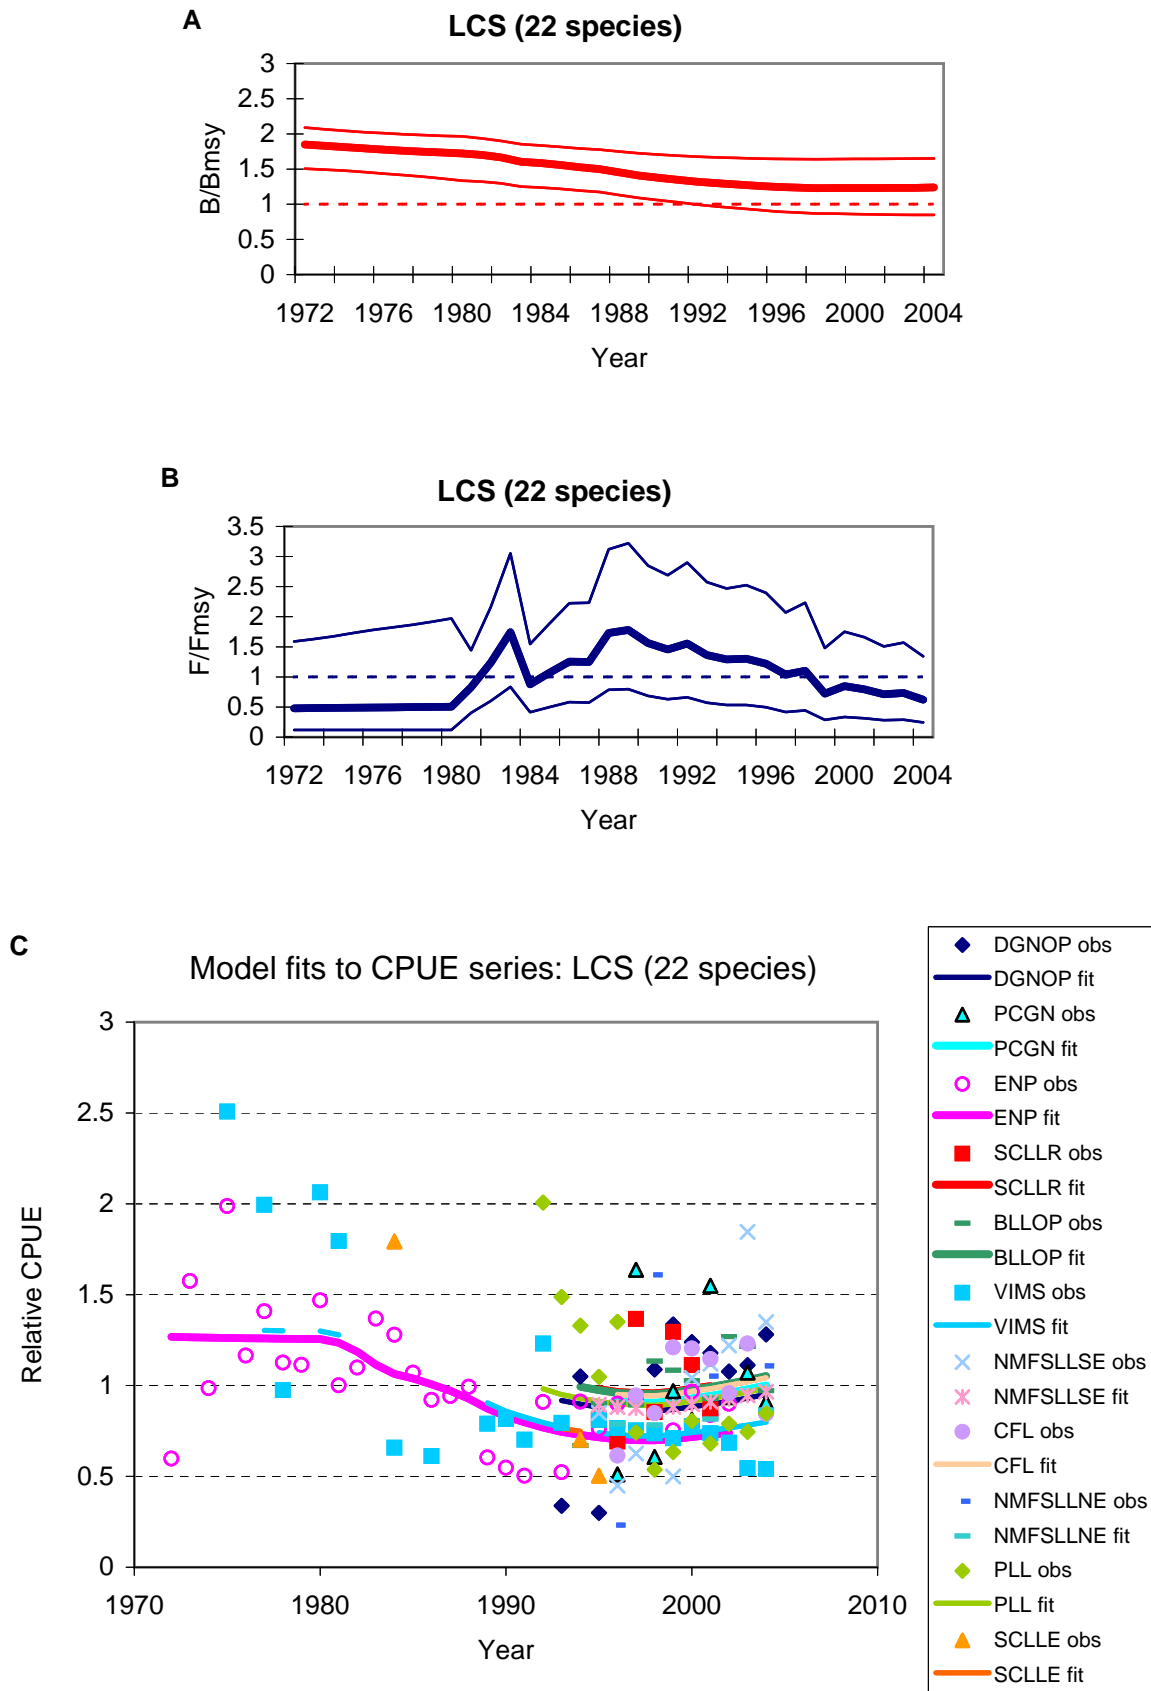 A
LCS (22 species)
3
2.5
2
1.5
1
0.5
0
B/Bmsy
1972 1976 1980 1984 1988 1992 1996 2000 2004
Year
B
LCS (22 species)
3.5
3
2.5
2
1.5
1
0.5
0
F/Fmsy
1972 1976 1980 1984 1988 1992 1996 2000 2004
Year
C
Model fits to CPUE series: LCS (22 species)
3
2.5
2
1.5
1
0.5
0
Relative CPUE
1970 1980 1990 2000 2010
Year
DGNOP obs
DGNOP fit
PCGN obs
PCGN fit
ENP obs
ENP fit
SCLLR obs
SCLLR fit
BLLOP obs
BLLOP fit
VIMS obs
VIMS fit
NMFSLLSE obs
NMFSLLSE fit
CFL obs
CFL fit
NMFSLLNE obs
NMFSLLNE fit
PLL obs
PLL fit
SCLLE obs
SCLLE fit